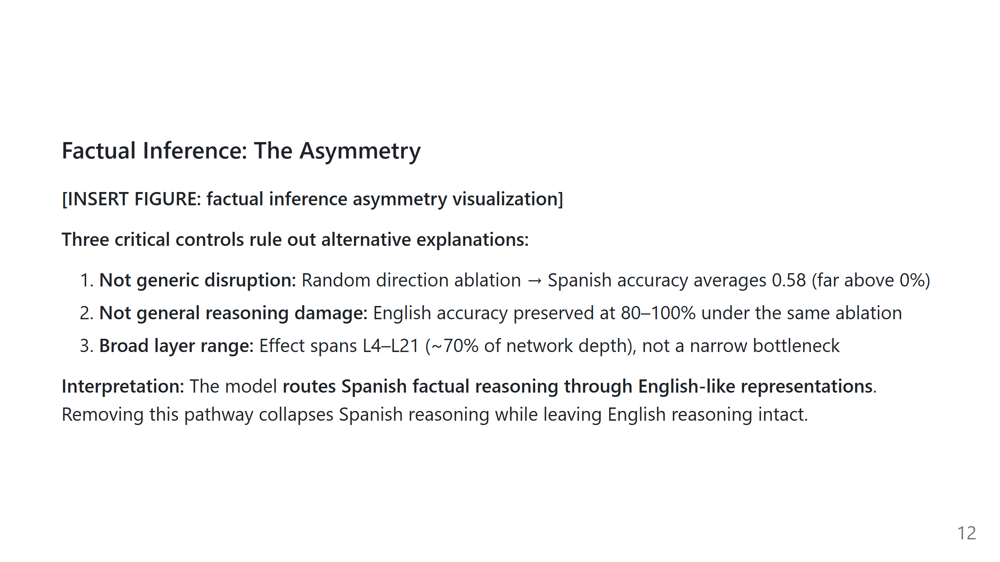 Factual Inference: The Asymmetry
[INSERT FIGURE: factual inference asymmetry visualization]
Three critical controls rule out alternative explanations:
1. Not generic disruption: Random direction ablation → Spanish accuracy averages 0.58 (far above 0%)
2. Not general reasoning damage: English accuracy preserved at 80–100% under the same ablation
3. Broad layer range: Effect spans L4–L21 (~70% of network depth), not a narrow bottleneck
Interpretation: The model routes Spanish factual reasoning through English-like representations.
Removing this pathway collapses Spanish reasoning while leaving English reasoning intact.
12